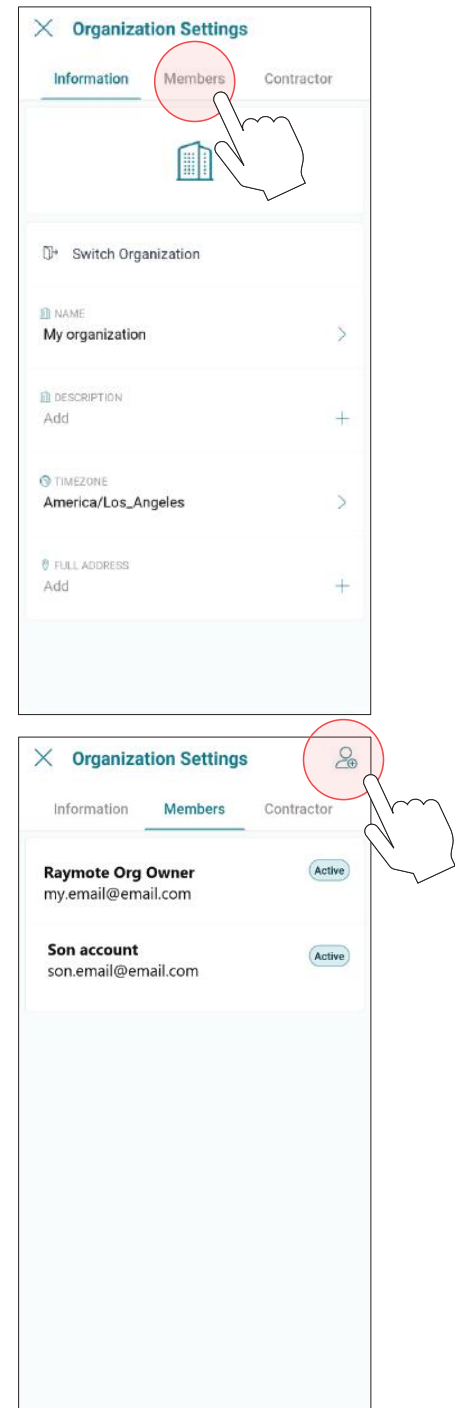 Organization Settings
Information Members Contractor
Switch Organization
NAME
My organization
DESCRIPTION
Add
TIMEZONE
America/Los_Angeles
FULL ADDRESS
Add
Organization Settings
Information Members Contractor
Raymote Org Owner
Active
my.email@email.com
Son account
Active
son.email@email.com